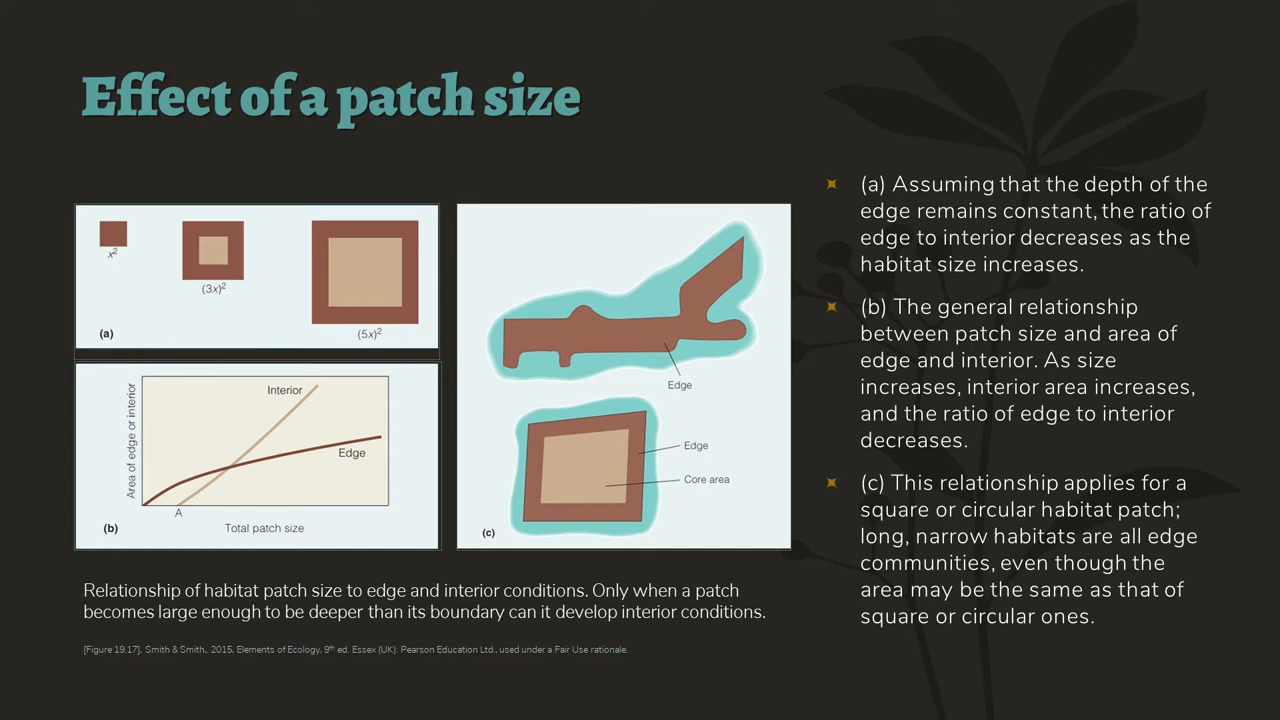 Effect of a patch size
x²
(3x)²
(5x)²
(a)
Area of edge or interior
Interior
Edge
A
(b)
Total patch size
Edge
Edge
Core area
(c)
Relationship of habitat patch size to edge and interior conditions. Only when a patch
becomes large enough to be deeper than its boundary can it develop interior conditions.
[Figure 19.17], Smith & Smith,. 2015, Elements of Ecology, 9th ed. Essex (UK): Pearson Education Ltd., used under a Fair Use rationale.
(a) Assuming that the depth of the
edge remains constant, the ratio of
edge to interior decreases as the
habitat size increases.
(b) The general relationship
between patch size and area of
edge and interior. As size
increases, interior area increases,
and the ratio of edge to interior
decreases.
(c) This relationship applies for a
square or circular habitat patch;
long, narrow habitats are all edge
communities, even though the
area may be the same as that of
square or circular ones.